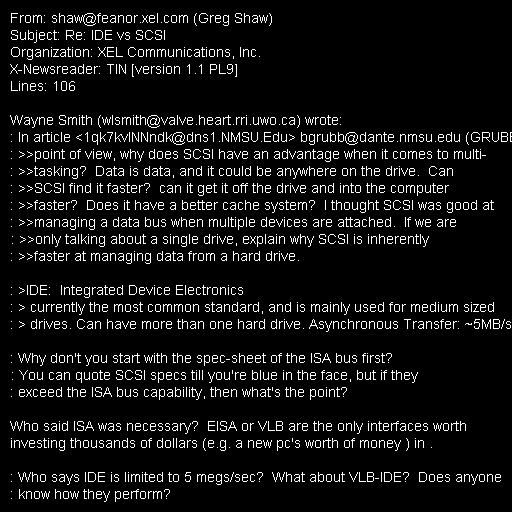 From: shaw@feanor.xel.com (Greg Shaw)
Subject: Re: IDE vs SCSI
Organization: XEL Communications, Inc.
X-Newsreader: TIN [version 1.1 PL9]
Lines: 106

Wayne Smith (wlsmith@valve.heart.rri.uwo.ca) wrote:
: In article <1qk7kvINNndk@dns1.NMSU.Edu> bgrubb@dante.nmsu.edu (GRUBB
: >>point of view, why does SCSI have an advantage when it comes to multi-
: >>tasking?  Data is data, and it could be anywhere on the drive.  Can
: >>SCSI find it faster?  can it get it off the drive and into the computer
: >>faster?  Does it have a better cache system?  I thought SCSI was good at
: >>managing a data bus when multiple devices are attached.  If we are
: >>only talking about a single drive, explain why SCSI is inherently
: >>faster at managing data from a hard drive.

: >IDE:  Integrated Device Electronics
: > currently the most common standard, and is mainly used for medium sized
: > drives. Can have more than one hard drive. Asynchronous Transfer: ~5MB/s

: Why don't you start with the spec-sheet of the ISA bus first?
: You can quote SCSI specs till you're blue in the face, but if they
: exceed the ISA bus capability, then what's the point?

Who said ISA was necessary?  EISA or VLB are the only interfaces worth
investing thousands of dollars (e.g. a new pc's worth of money ) in .

: Who says IDE is limited to 5 megs/sec?  What about VLB-IDE?  Does anyone
: know how they perform?